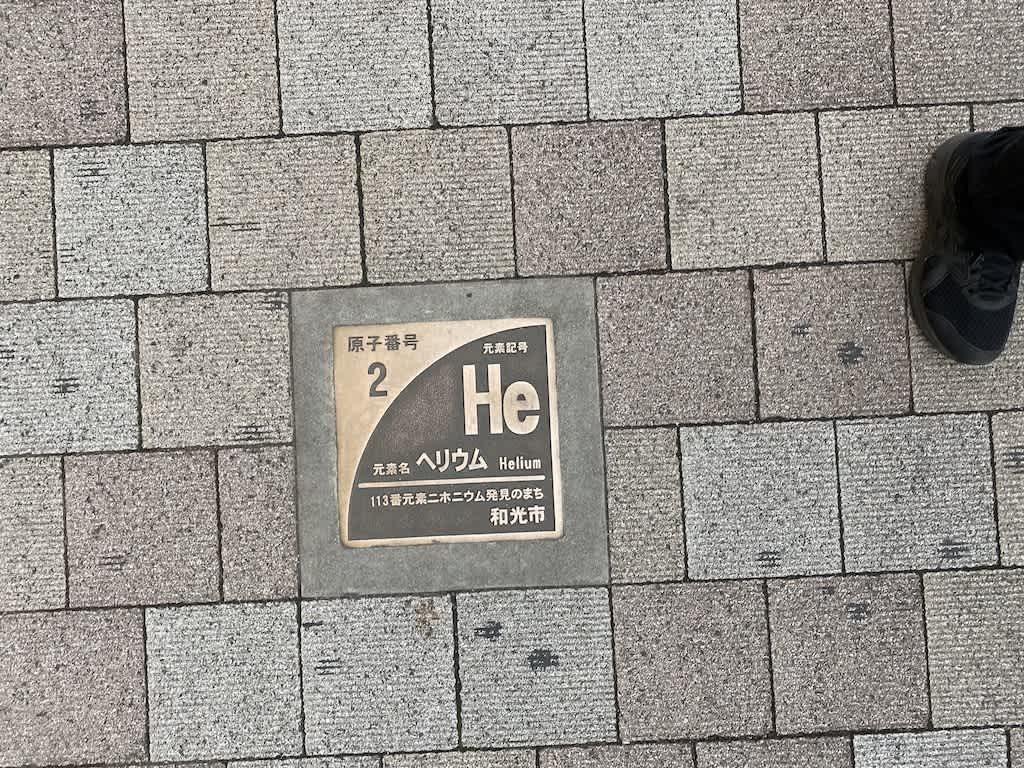 原子番号
2
元素記号
He
元素名 ヘリウム Helium
113番元素ニホニウム発見のまち
和光市